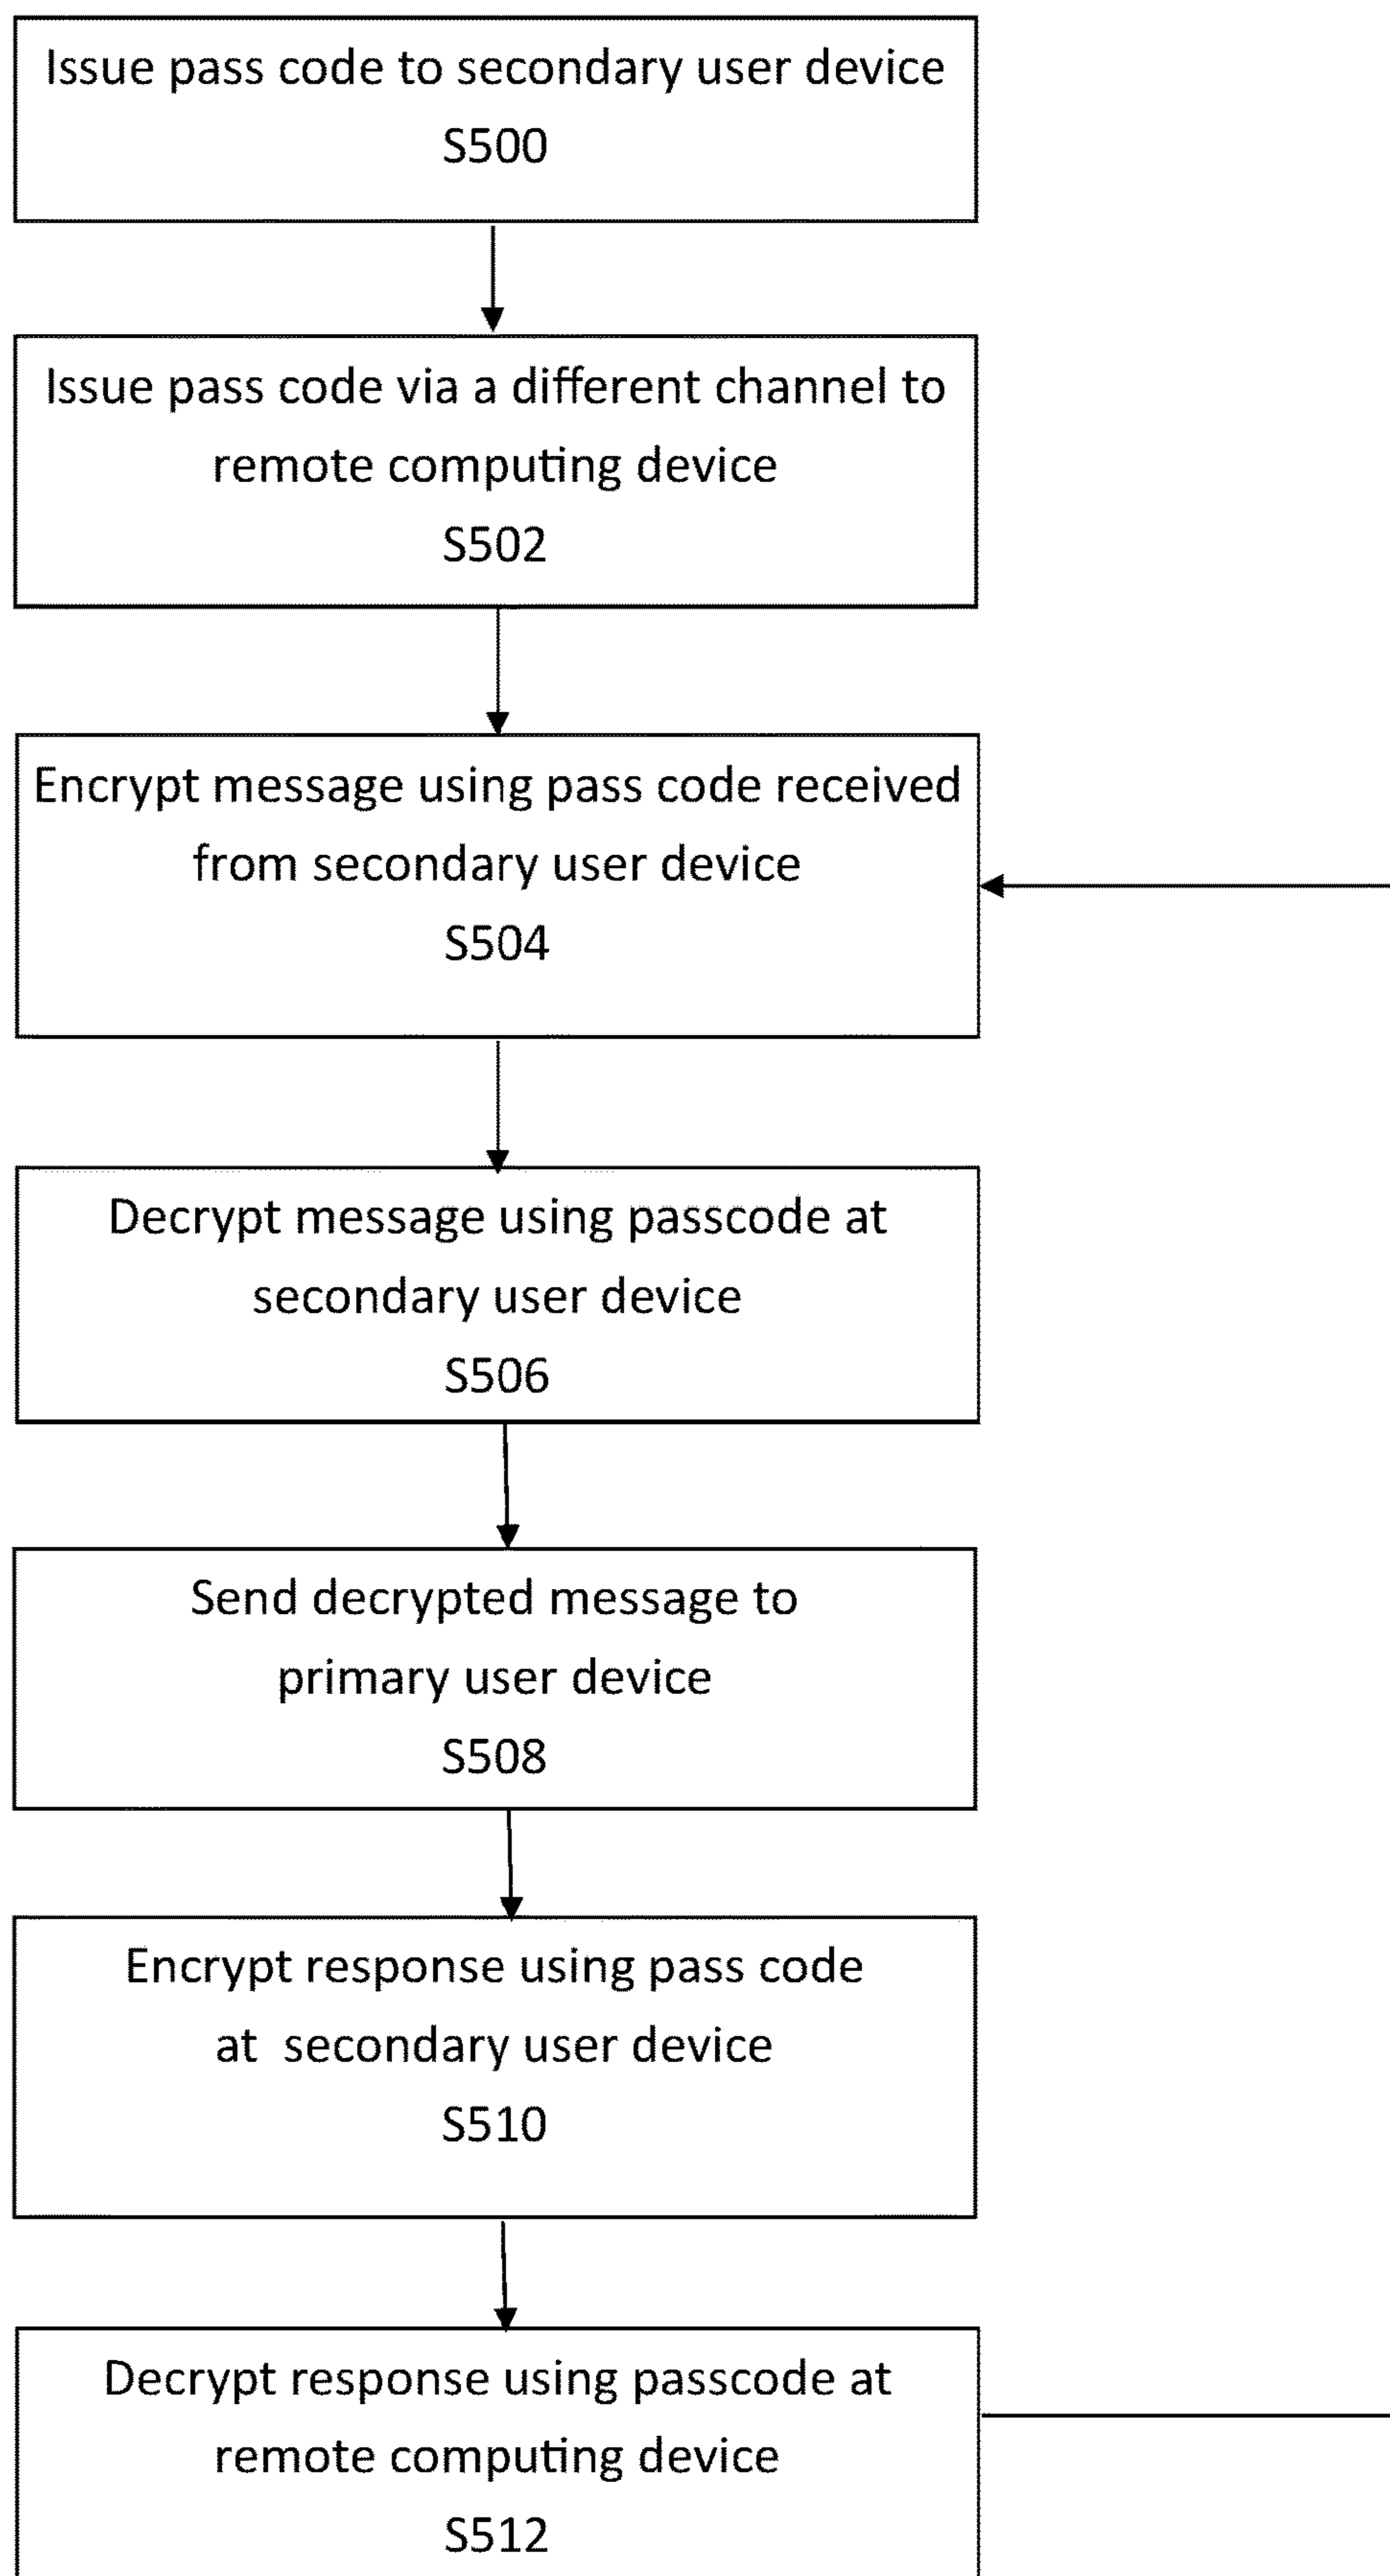 Issue pass code to secondary user device
S500
Issue pass code via a different channel to
remote computing device
S502
Encrypt message using pass code received
from secondary user device
S504
Decrypt message using passcode at
secondary user device
S506
Send decrypted message to
primary user device
S508
Encrypt response using pass code
at  secondary user device
S510
Decrypt response using passcode at
remote computing device
S512